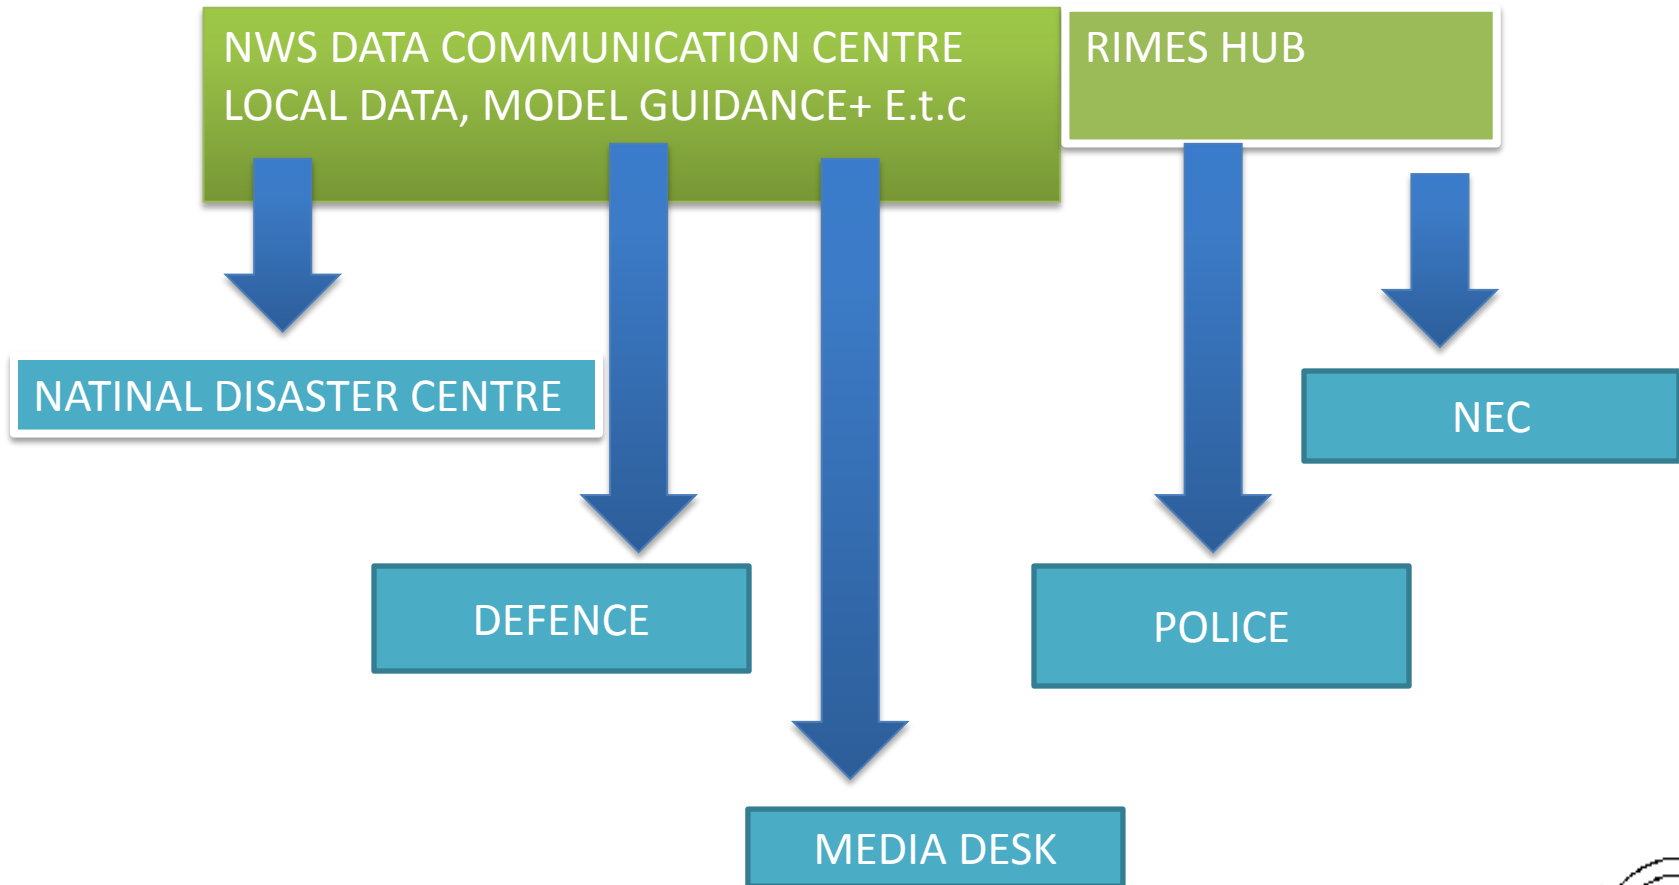 NWS DATA COMMUNICATION CENTRE
LOCAL DATA, MODEL GUIDANCE+ E.t.c
RIMES HUB
NATINAL DISASTER CENTRE
NEC
DEFENCE
POLICE
MEDIA DESK